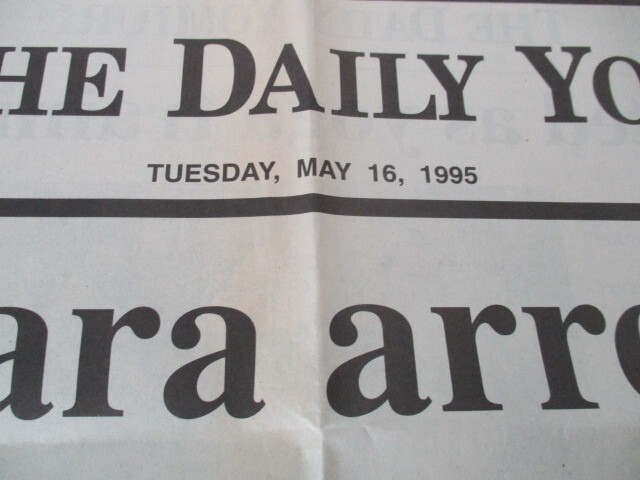 HE DAILY YO
TUESDAY, MAY 16, 1995
ara arre